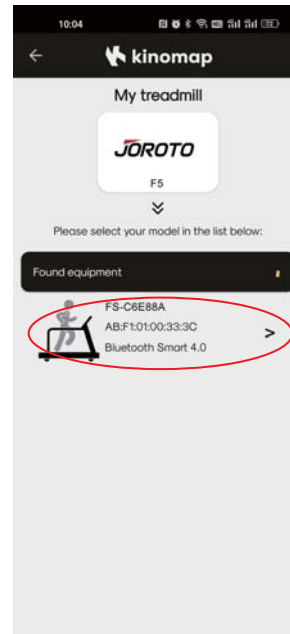 10:04
kinomap
My treadmill
JOROTO
F5
Please select your model in the list below:
Found equipment
FS-C6E88A
AB:F1:01:00:33:3C
Bluetooth Smart 4.0
>